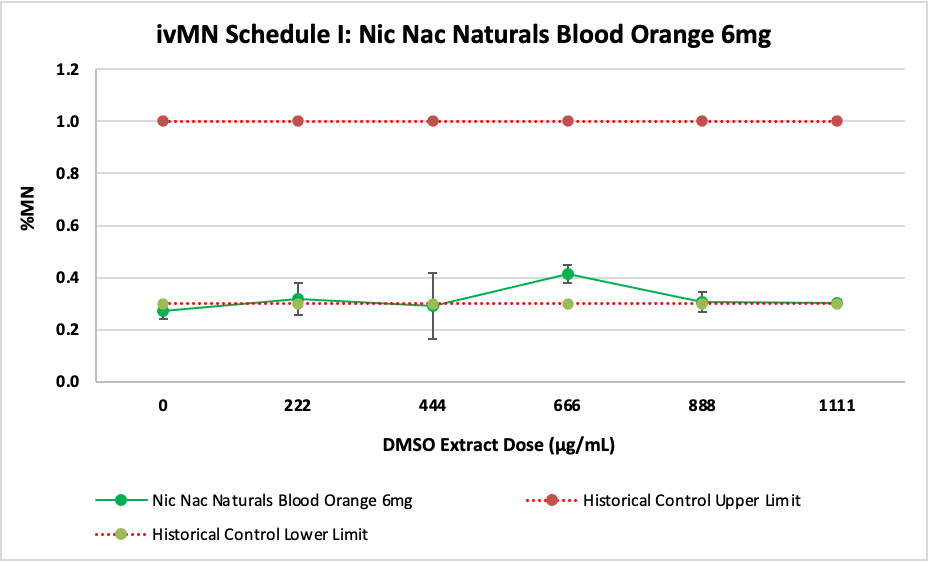 ivMN Schedule I: Nic Nac Naturals Blood Orange 6mg
1.2
1.0
0.8
0.6
0.4
0.2
0.0
%MN
0 222 444 666 888 1111
DMSO Extract Dose (µg/mL)
Nic Nac Naturals Blood Orange 6mg Historical Control Upper Limit
Historical Control Lower Limit